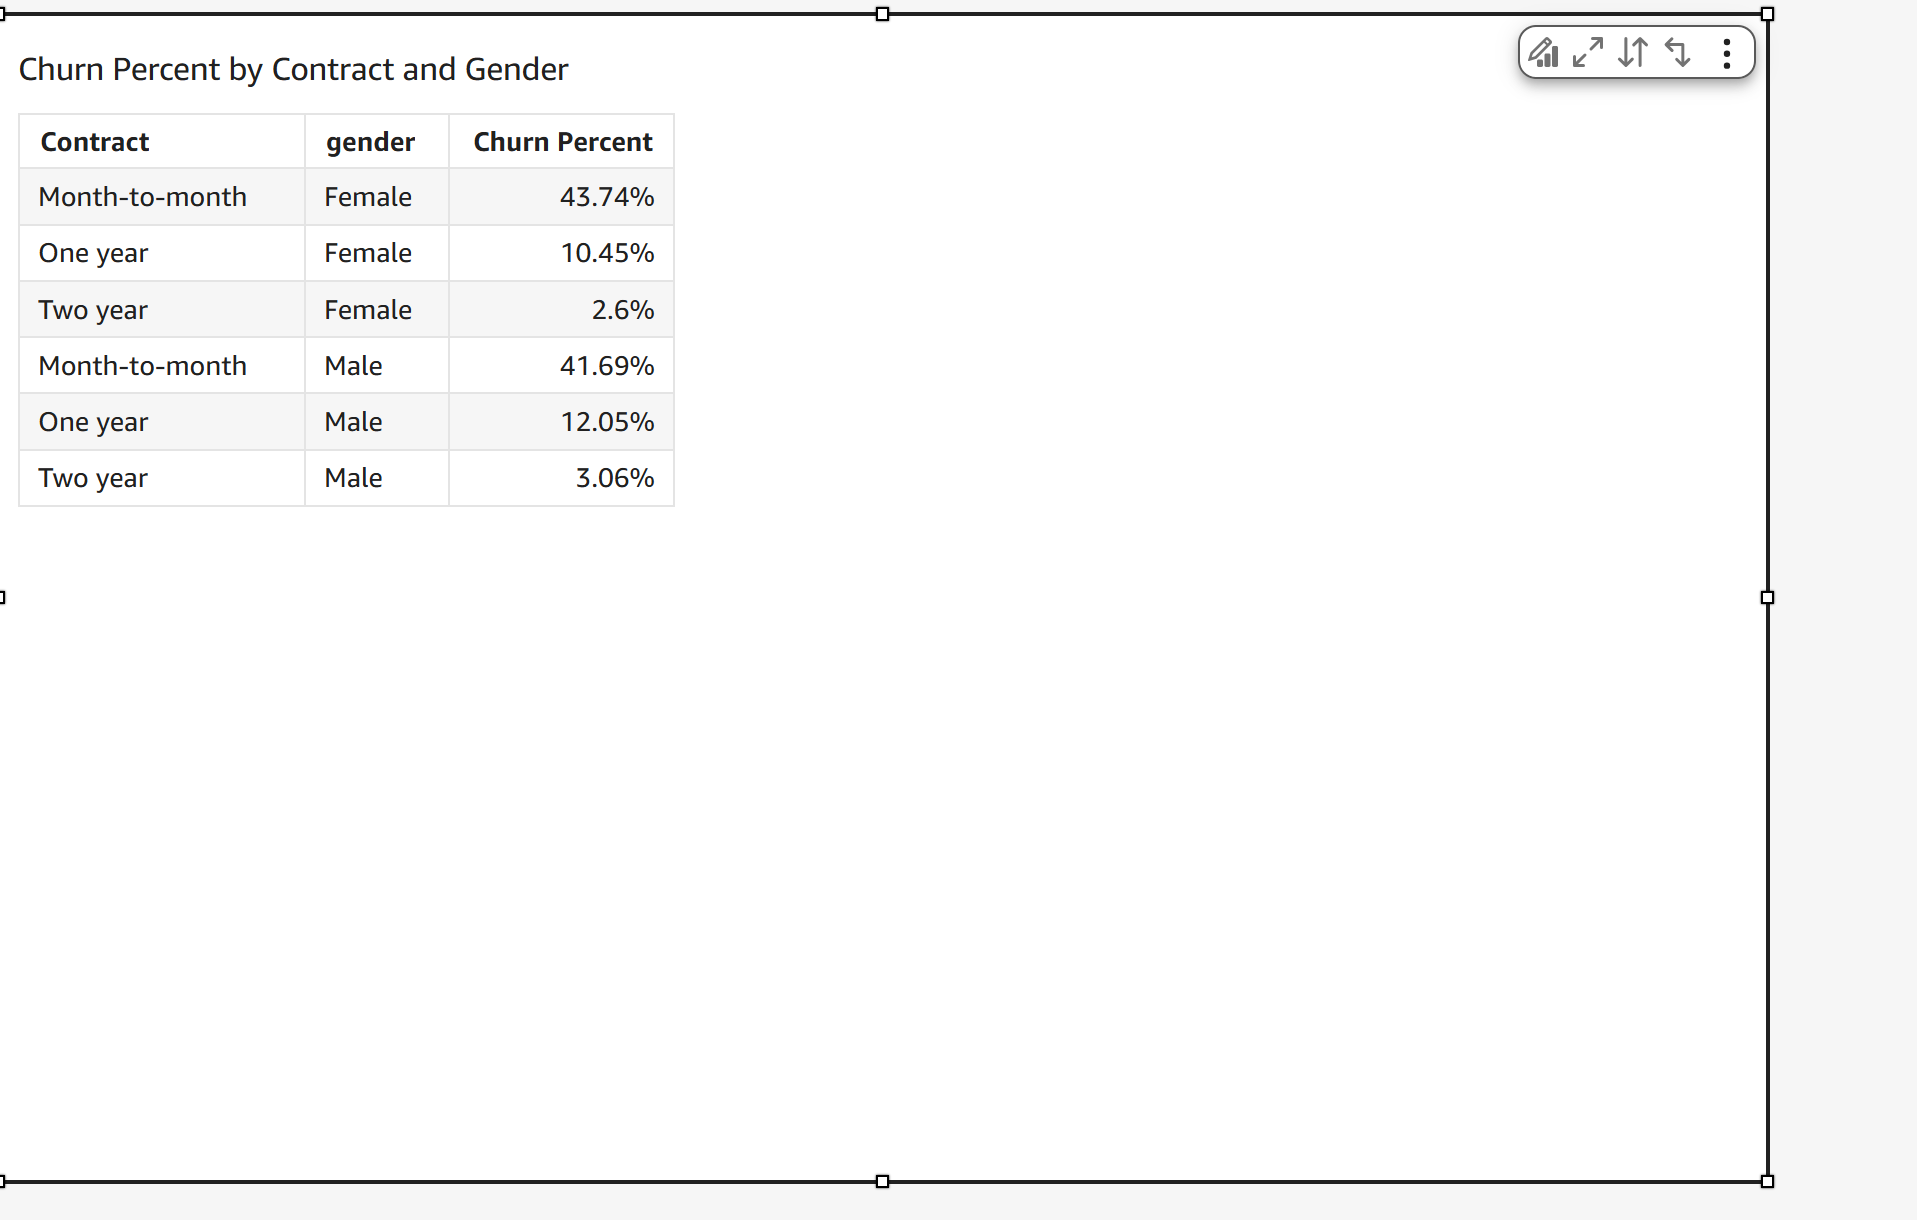 Churn Percent by Contract and Gender
Contract gender Churn Percent
Month-to-month Female 43.74%
One year Female 10.45%
Two year Female 2.6%
Month-to-month Male 41.69%
One year Male 12.05%
Two year Male 3.06%